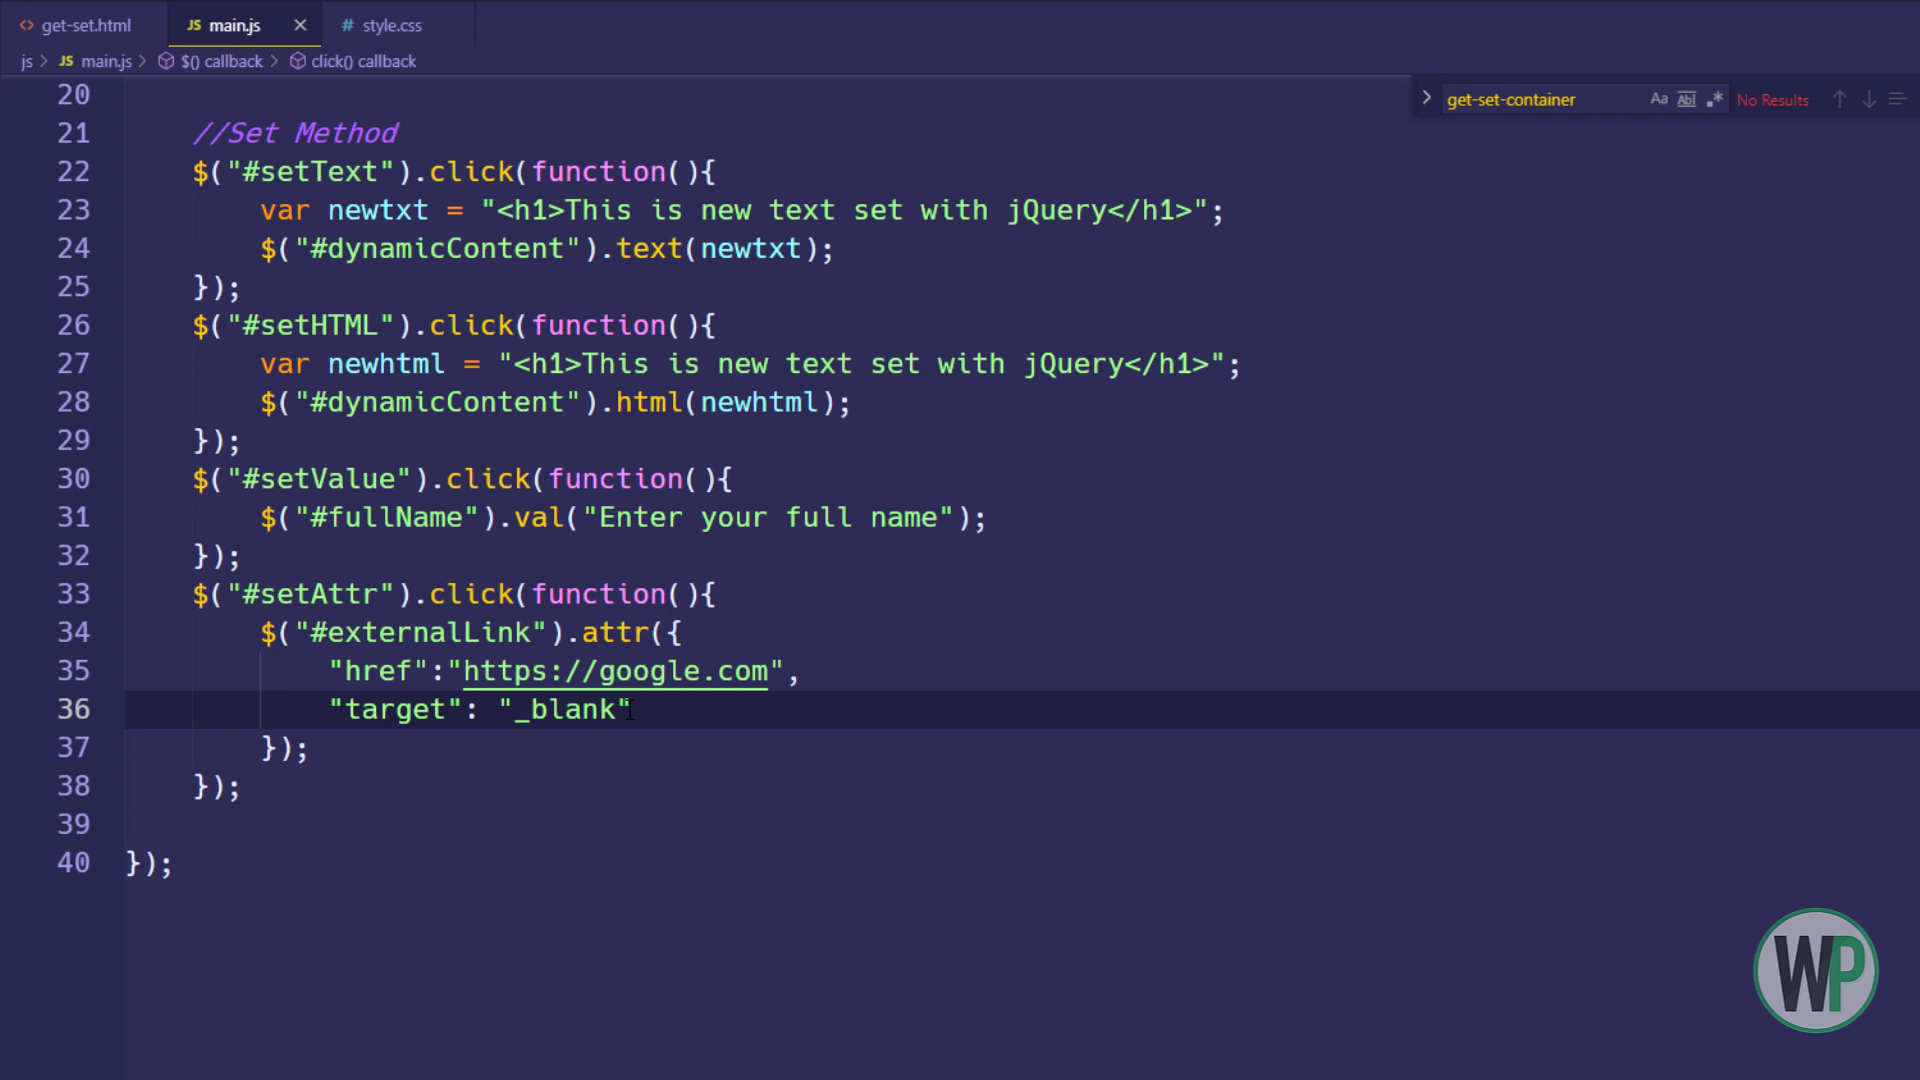 <> get-set.html JS main.js × # style.css
js > JS main.js > $() callback > click() callback
> get-set-container Aa Abl .* No Results ↑ ↓
20
21 //Set Method
22 $("#setText").click(function(){
23 var newtxt = "<h1>This is new text set with jQuery</h1>";
24 $("#dynamicContent").text(newtxt);
25 });
26 $("#setHTML").click(function(){
27 var newhtml = "<h1>This is new text set with jQuery</h1>";
28 $("#dynamicContent").html(newhtml);
29 });
30 $("#setValue").click(function(){
31 $("#fullName").val("Enter your full name");
32 });
33 $("#setAttr").click(function(){
34 $("#externalLink").attr({
35 "href":"https://google.com",
36 "target": "_blank"
37 });
38 });
39
40 });
WP